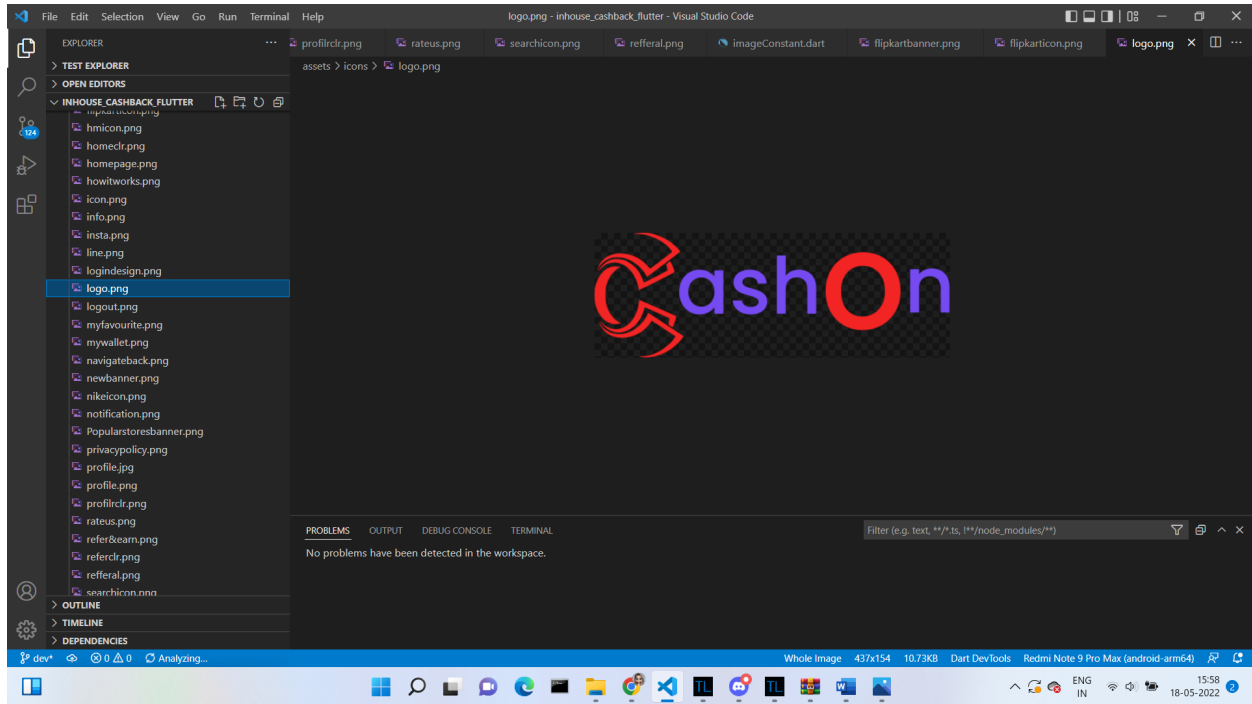 File Edit Selection View Go Run Terminal Help
logo.png - inhouse_cashback_flutter - Visual Studio Code
EXPLORER
profilrclr.png rateus.png searchicon.png refferal.png imageConstant.dart flipkartbanner.png flipkarticon.png logo.png
assets > icons > logo.png
TEST EXPLORER
OPEN EDITORS
INHOUSE_CASHBACK_FLUTTER
flipkarticon.png
hmicon.png
homeclr.png
homepage.png
howitworks.png
icon.png
info.png
insta.png
line.png
logindesign.png
logo.png
logout.png
myfavourite.png
mywallet.png
navigateback.png
newbanner.png
nikeicon.png
notification.png
Popularstoresbanner.png
privacypolicy.png
profile.jpg
profile.png
profilrclr.png
rateus.png
refer&earn.png
referclr.png
refferal.png
searchicon.png
OUTLINE
TIMELINE
DEPENDENCIES
124
CashOn
PROBLEMS OUTPUT DEBUG CONSOLE TERMINAL
Filter (e.g. text, **/*.ts, !**/node_modules/**)
No problems have been detected in the workspace.
dev* 0 0 Analyzing...
Whole Image 437x154 10.73KB Dart DevTools Redmi Note 9 Pro Max (android-arm64)
TL TL W
ENG
IN
15:58
18-05-2022
2